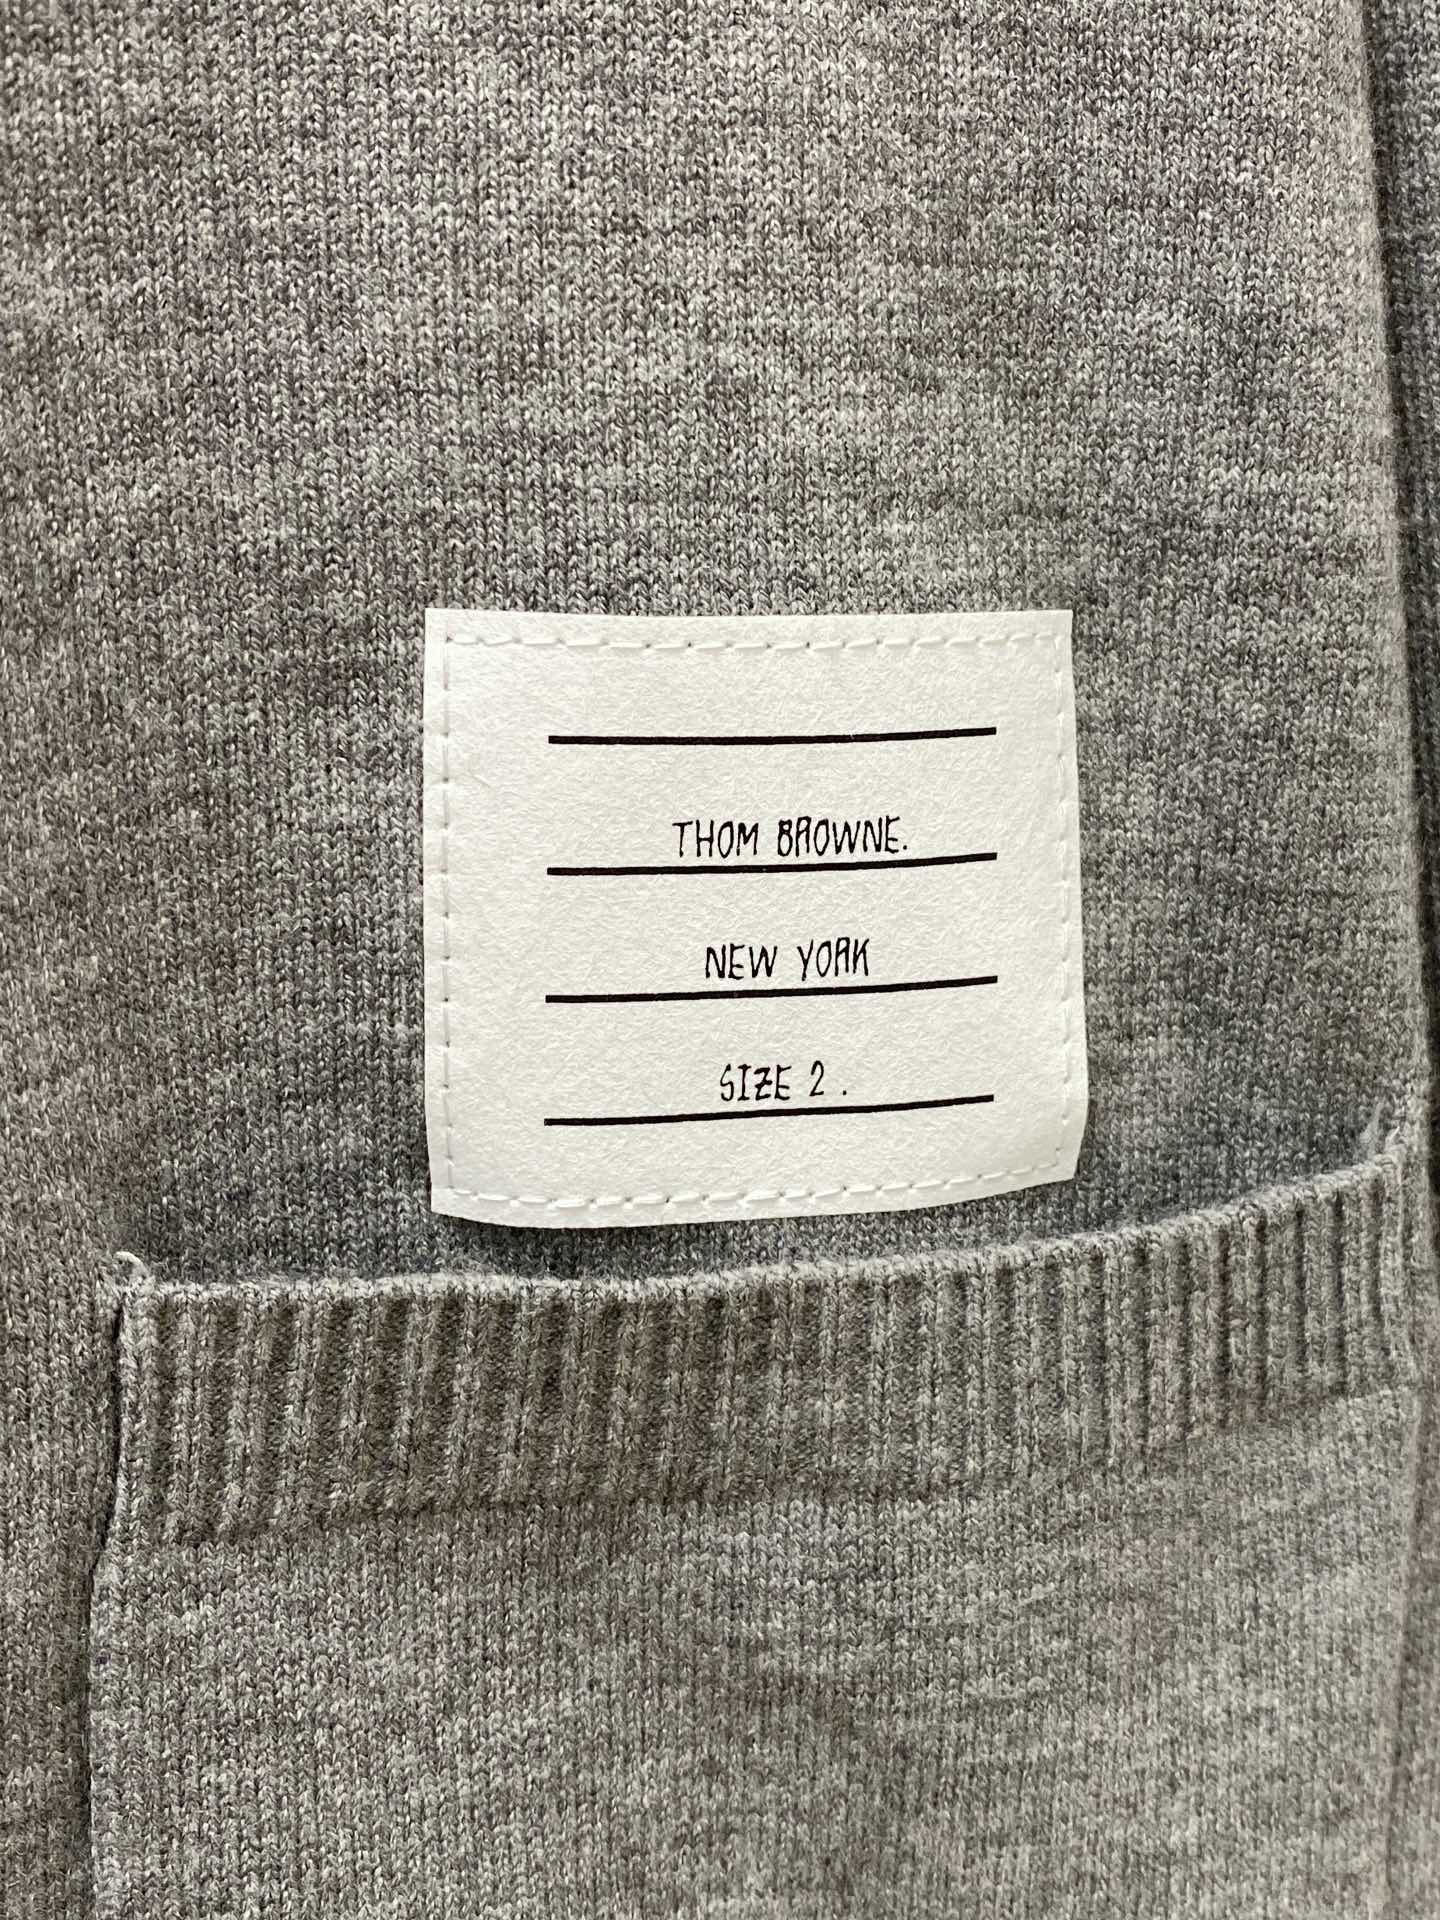 THOM BROWNE.
NEW YORK
SIZE 2 .